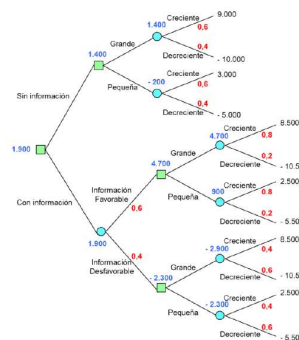 Creciente 9.000
1.400
0.6
Grande
0.4
1.400
Decreciente - 10.000
Creciente 3.000
- 200
0.6
Pequeña
0.4
Sin información
Decreciente - 5.000
1.900
Creciente 8.500
4.700
0.8
Grande
0.2
Con información
4.700
Decreciente - 10.5
Información
Favorable
Creciente 2.500
900
0.8
0.6
Pequeña
0.2
Decreciente - 5.50
1.900
Creciente 8.500
0.4
- 2.900
0.4
Información
Desfavorable
Grande
0.6
- 2.300
Decreciente - 10.5
Creciente 2.500
- 2.300
0.4
Pequeña
0.6
Decreciente - 5.50